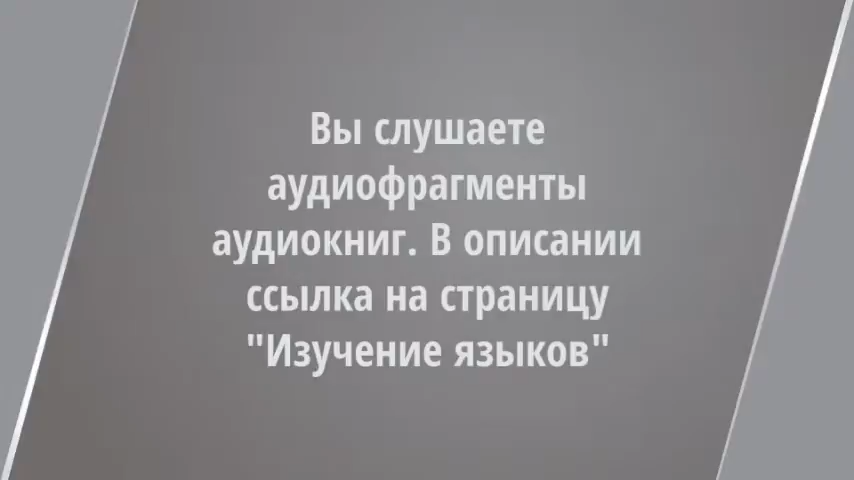 Вы слушаете
аудиофрагменты
аудиокниг. В описании
ссылка на страницу
"Изучение языков"